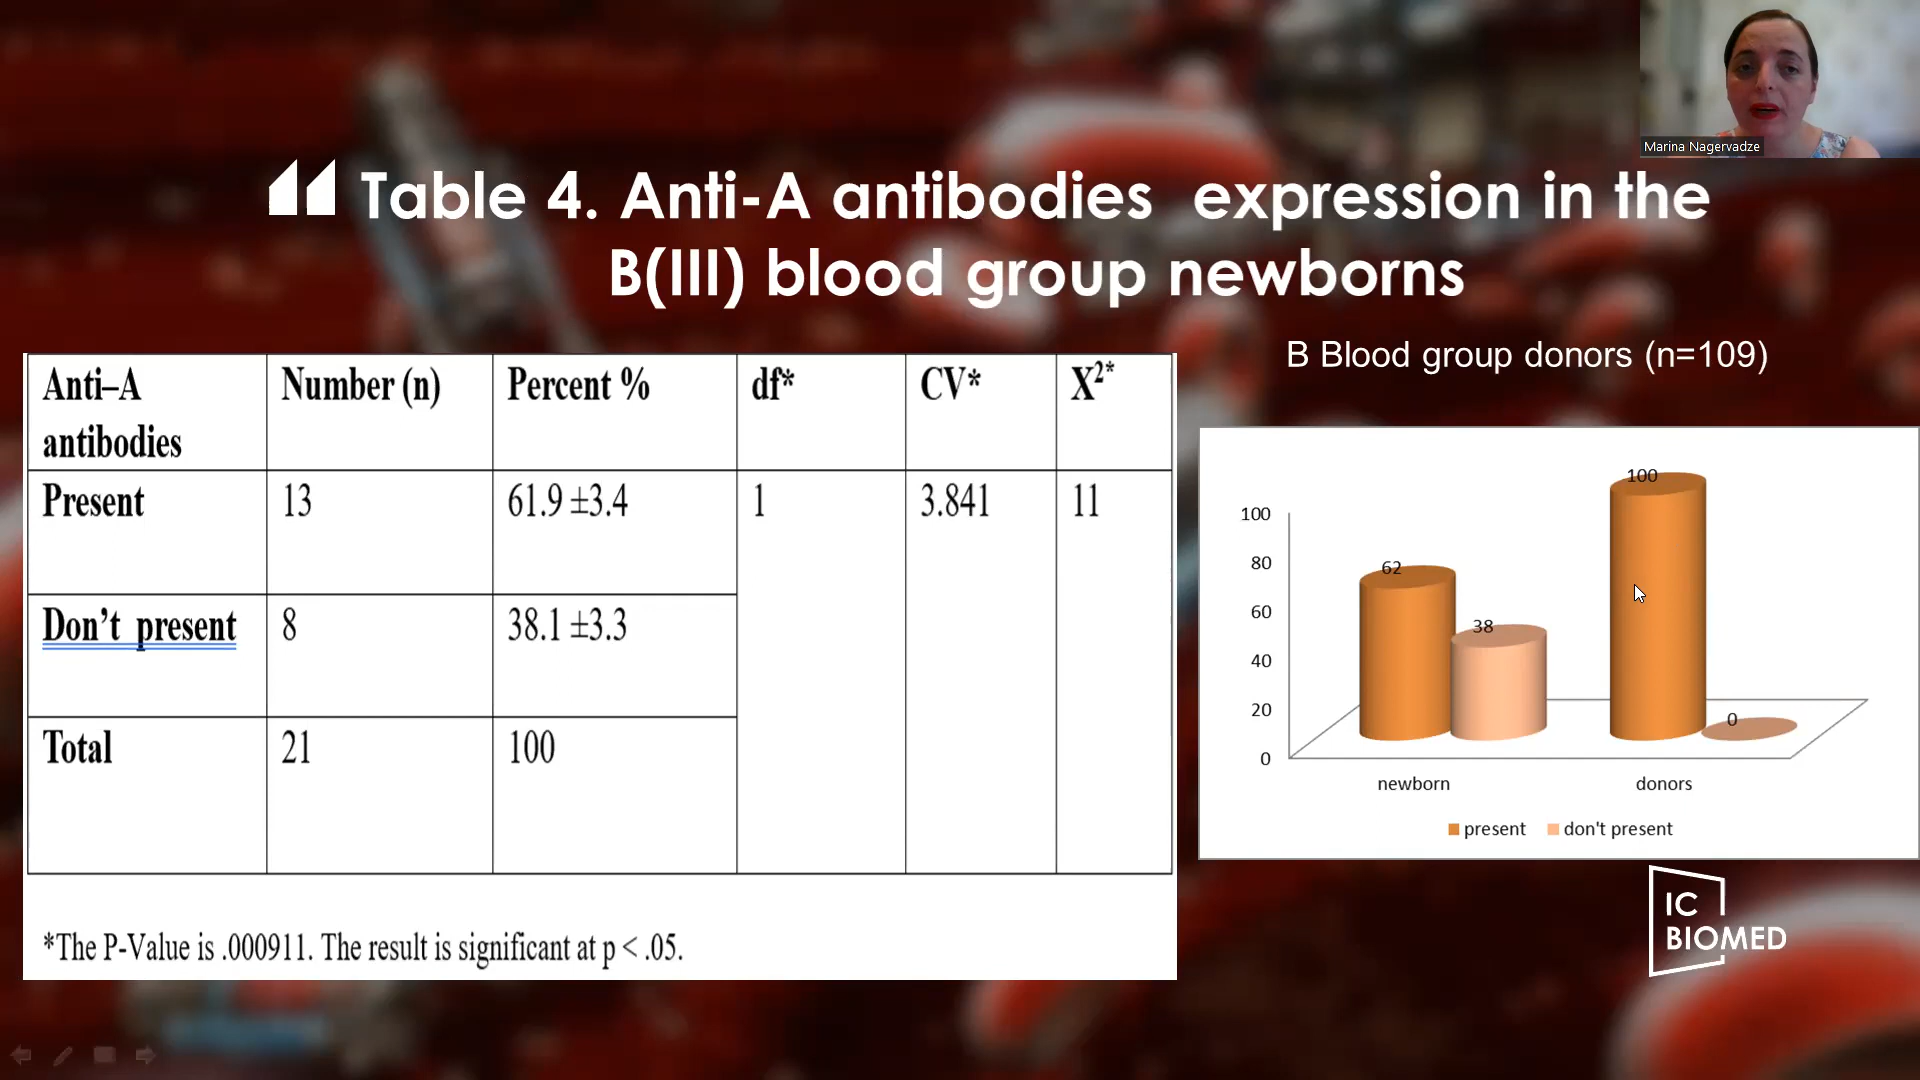 Marina Nagervadze
Table 4. Anti-A antibodies expression in the
B(III) blood group newborns
B Blood group donors (n=109)
Anti–A
antibodies
Number (n)
Percent %
df*
CV*
X²*
Present
13
61.9 ±3.4
1
3.841
11
Don’t present
8
38.1 ±3.3
Total
21
100
*The P-Value is .000911. The result is significant at p < .05.
100
80
60
40
20
0
62
38
100
0
newborn
donors
present
don't present
IC
BIOMED